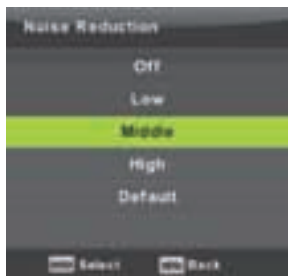 Noise Reduction
Off
Low
Middle
High
Default
Select Back